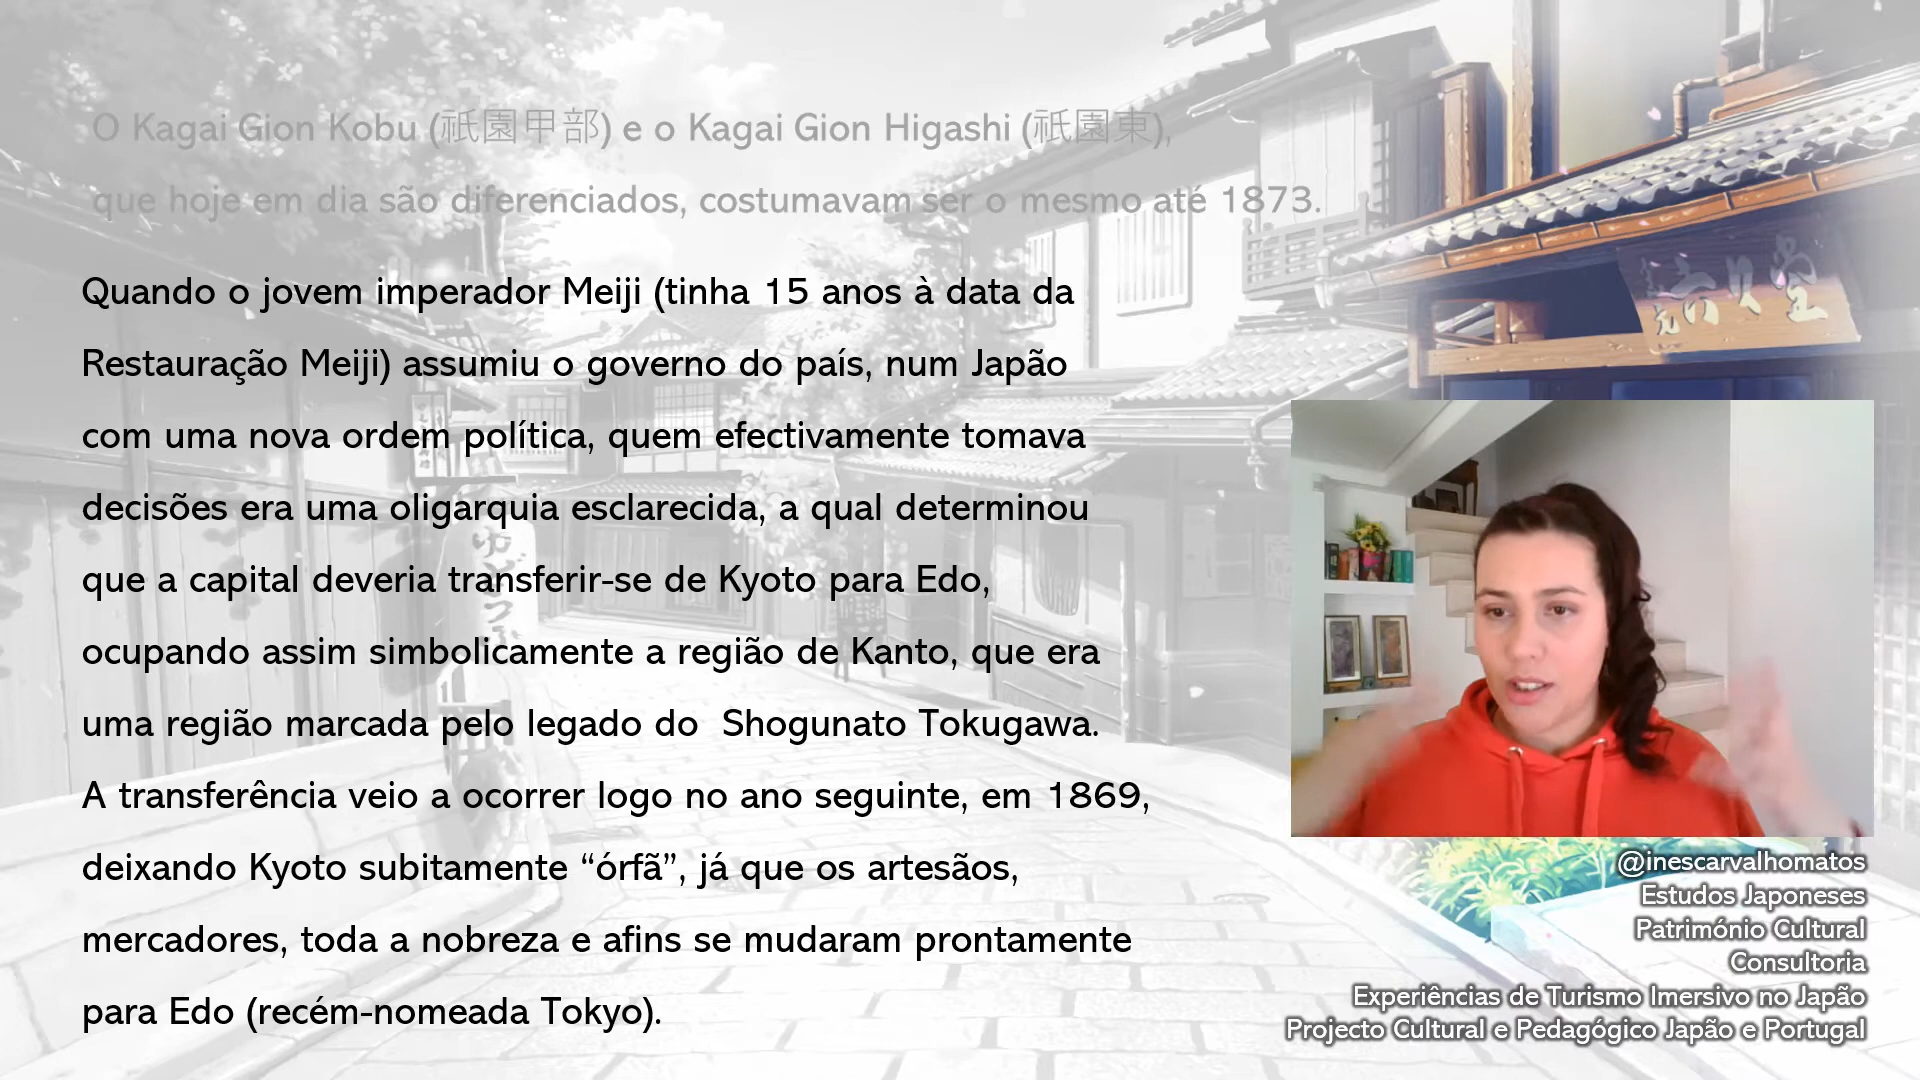 O Kagai Gion Kobu (祇園甲部) e o Kagai Gion Higashi (祇園東),
que hoje em dia são diferenciados, costumavam ser o mesmo até 1873.
Quando o jovem imperador Meiji (tinha 15 anos à data da
Restauração Meiji) assumiu o governo do país, num Japão
com uma nova ordem política, quem efectivamente tomava
decisões era uma oligarquia esclarecida, a qual determinou
que a capital deveria transferir-se de Kyoto para Edo,
ocupando assim simbolicamente a região de Kanto, que era
uma região marcada pelo legado do  Shogunato Tokugawa.
A transferência veio a ocorrer logo no ano seguinte, em 1869,
deixando Kyoto subitamente “órfã”, já que os artesãos,
mercadores, toda a nobreza e afins se mudaram prontamente
para Edo (recém-nomeada Tokyo).
@inescarvalhomatos
Estudos Japoneses
Património Cultural
Consultoria
Experiências de Turismo Imersivo no Japão
Projecto Cultural e Pedagógico Japão e Portugal